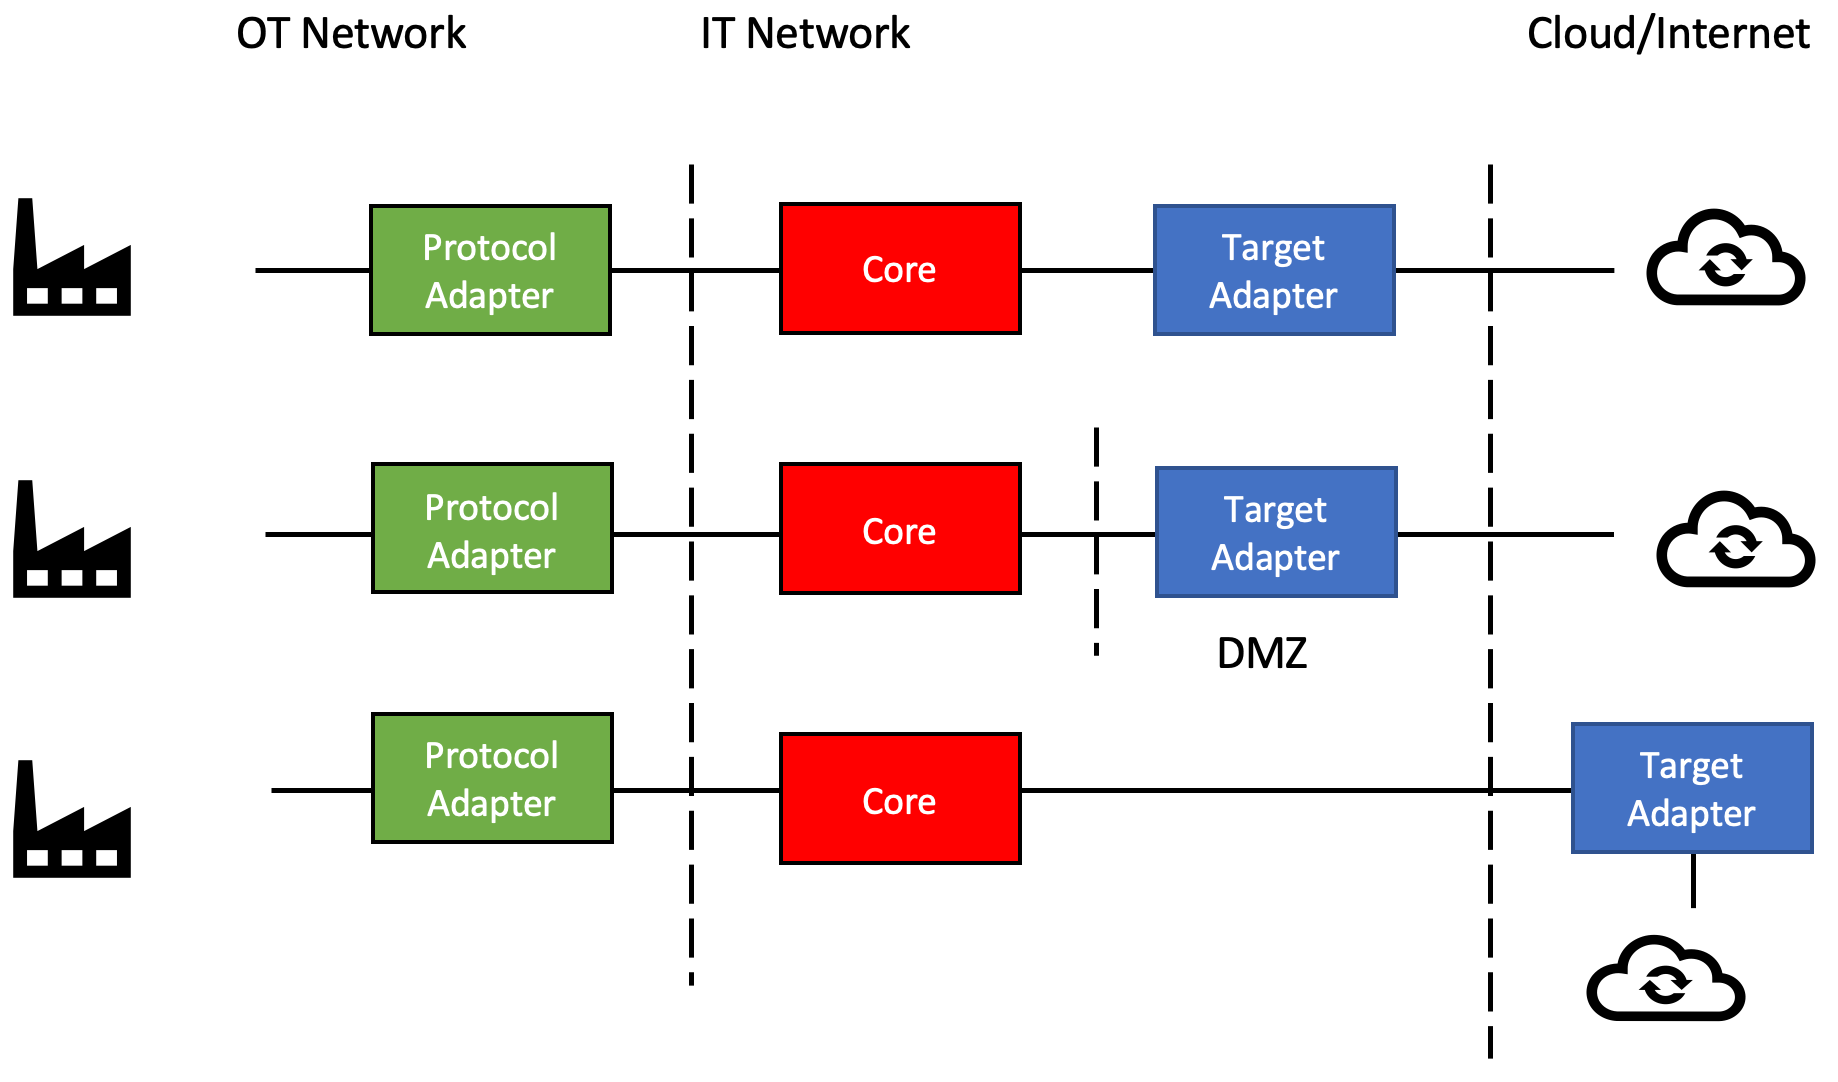 OT Network
IT Network
Cloud/Internet
Protocol
Adapter
Core
Target
Adapter
Protocol
Adapter
Core
Target
Adapter
DMZ
Protocol
Adapter
Core
Target
Adapter